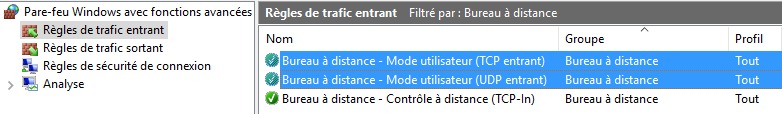 Pare-feu Windows avec fonctions avancées
Règles de trafic entrant
Règles de trafic sortant
Règles de sécurité de connexion
Analyse
Règles de trafic entrant Filtré par : Bureau à distance
Nom Groupe Profil
Bureau à distance - Mode utilisateur (TCP entrant) Bureau à distance Tout
Bureau à distance - Mode utilisateur (UDP entrant) Bureau à distance Tout
Bureau à distance - Contrôle à distance (TCP-In) Bureau à distance Tout